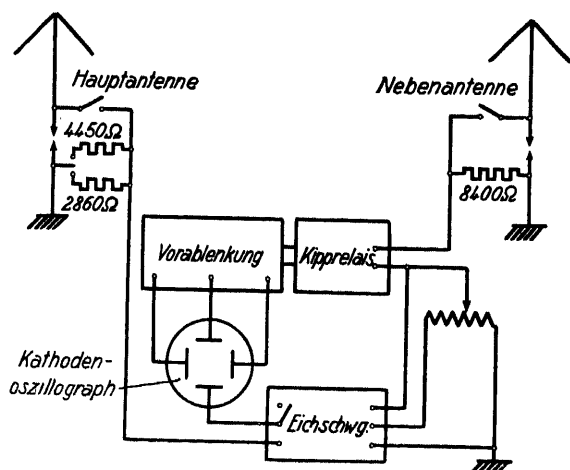 Hauptantenne
Nebenantenne
4450Ω
2860Ω
8400Ω
Vorablenkung
Kipprelais
Kathoden-
oszillograph
Eichschwg.